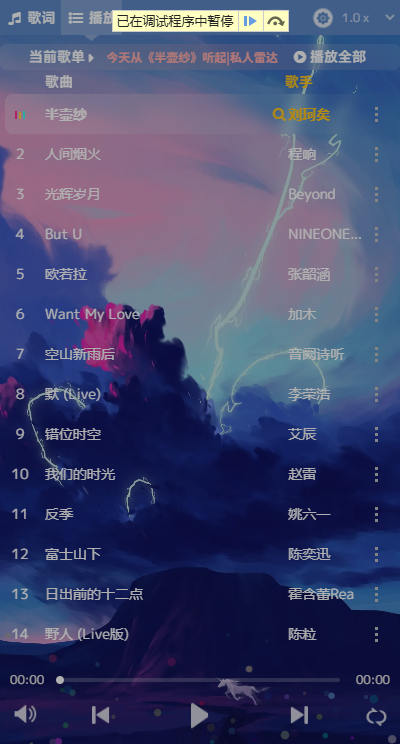 歌词 播放 已在调试程序中暂停 1.0 x
当前歌单 今天从《半壶纱》听起|私人雷达 播放全部
歌曲 歌手
半壶纱 刘珂矣
2 人间烟火 程响
3 光辉岁月 Beyond
4 But U NINEONE...
5 欧若拉 张韶涵
6 Want My Love 加木
7 空山新雨后 音阙诗听
8 默 (Live) 李荣浩
9 错位时空 艾辰
10 我们的时光 赵雷
11 反季 姚六一
12 富士山下 陈奕迅
13 日出前的十二点 霍含蕾Rea
14 野人 (Live版) 陈粒
00:00 00:00